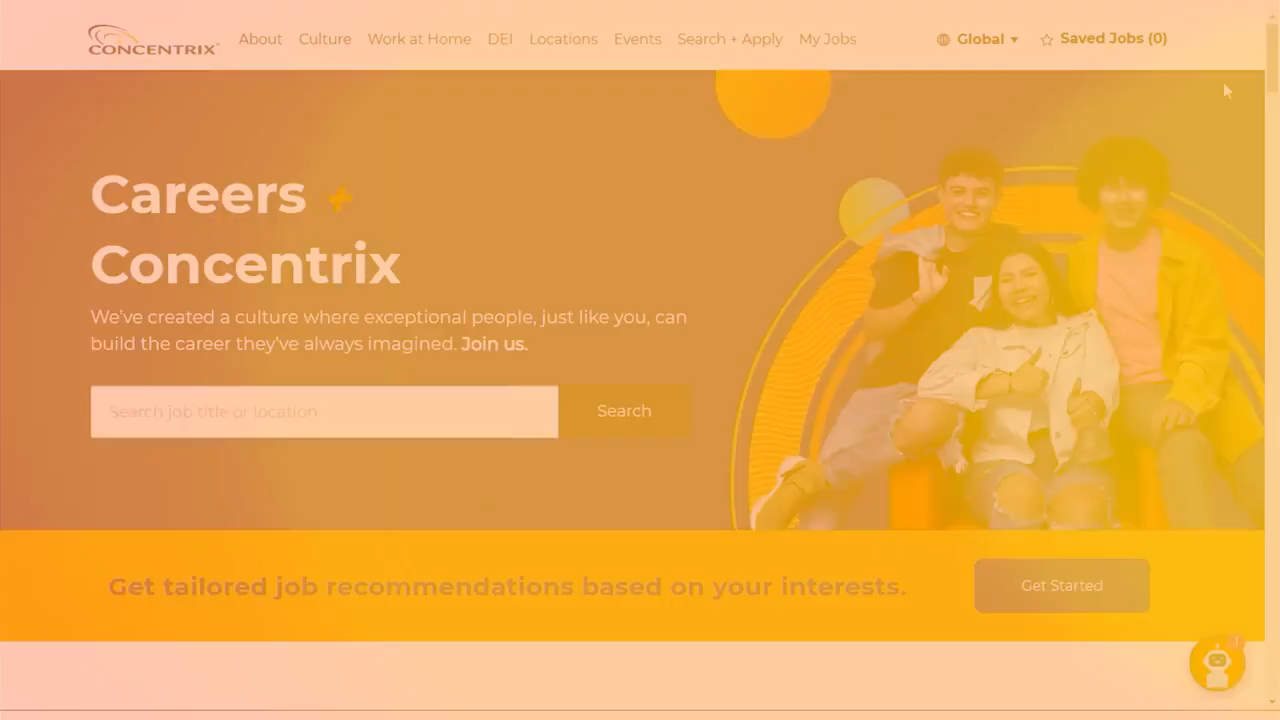 CONCENTRIX
About Culture Work at Home DEI Locations Events Search + Apply My Jobs Global Saved Jobs (0)
Careers +
Concentrix
We've created a culture where exceptional people, just like you, can
build the career they've always imagined. Join us.
Search job title or location Search
Get tailored job recommendations based on your interests. Get Started
1